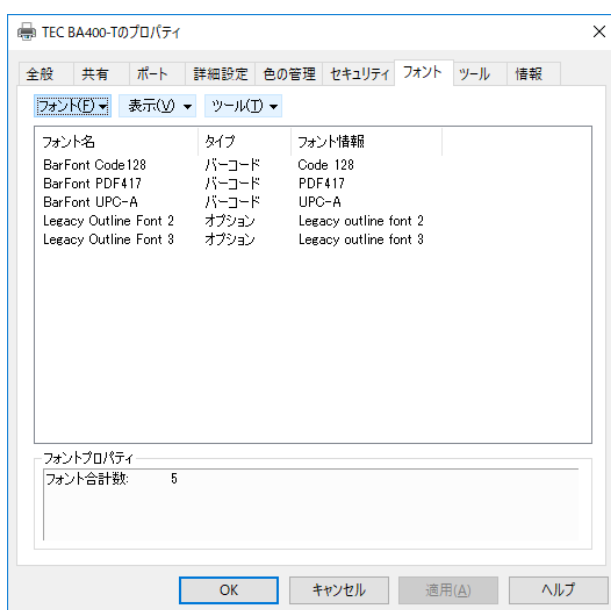 TEC BA400-Tのプロパティ
全般 共有 ポート 詳細設定 色の管理 セキュリティ フォント ツール 情報
フォント(F) 表示(V) ツール(T)
フォント名 タイプ フォント情報
BarFont Code128 バーコード Code 128
BarFont PDF417 バーコード PDF417
BarFont UPC-A バーコード UPC-A
Legacy Outline Font 2 オプション Legacy outline font 2
Legacy Outline Font 3 オプション Legacy outline font 3
フォントプロパティ
フォント合計数: 5
OK キャンセル 適用(A) ヘルプ